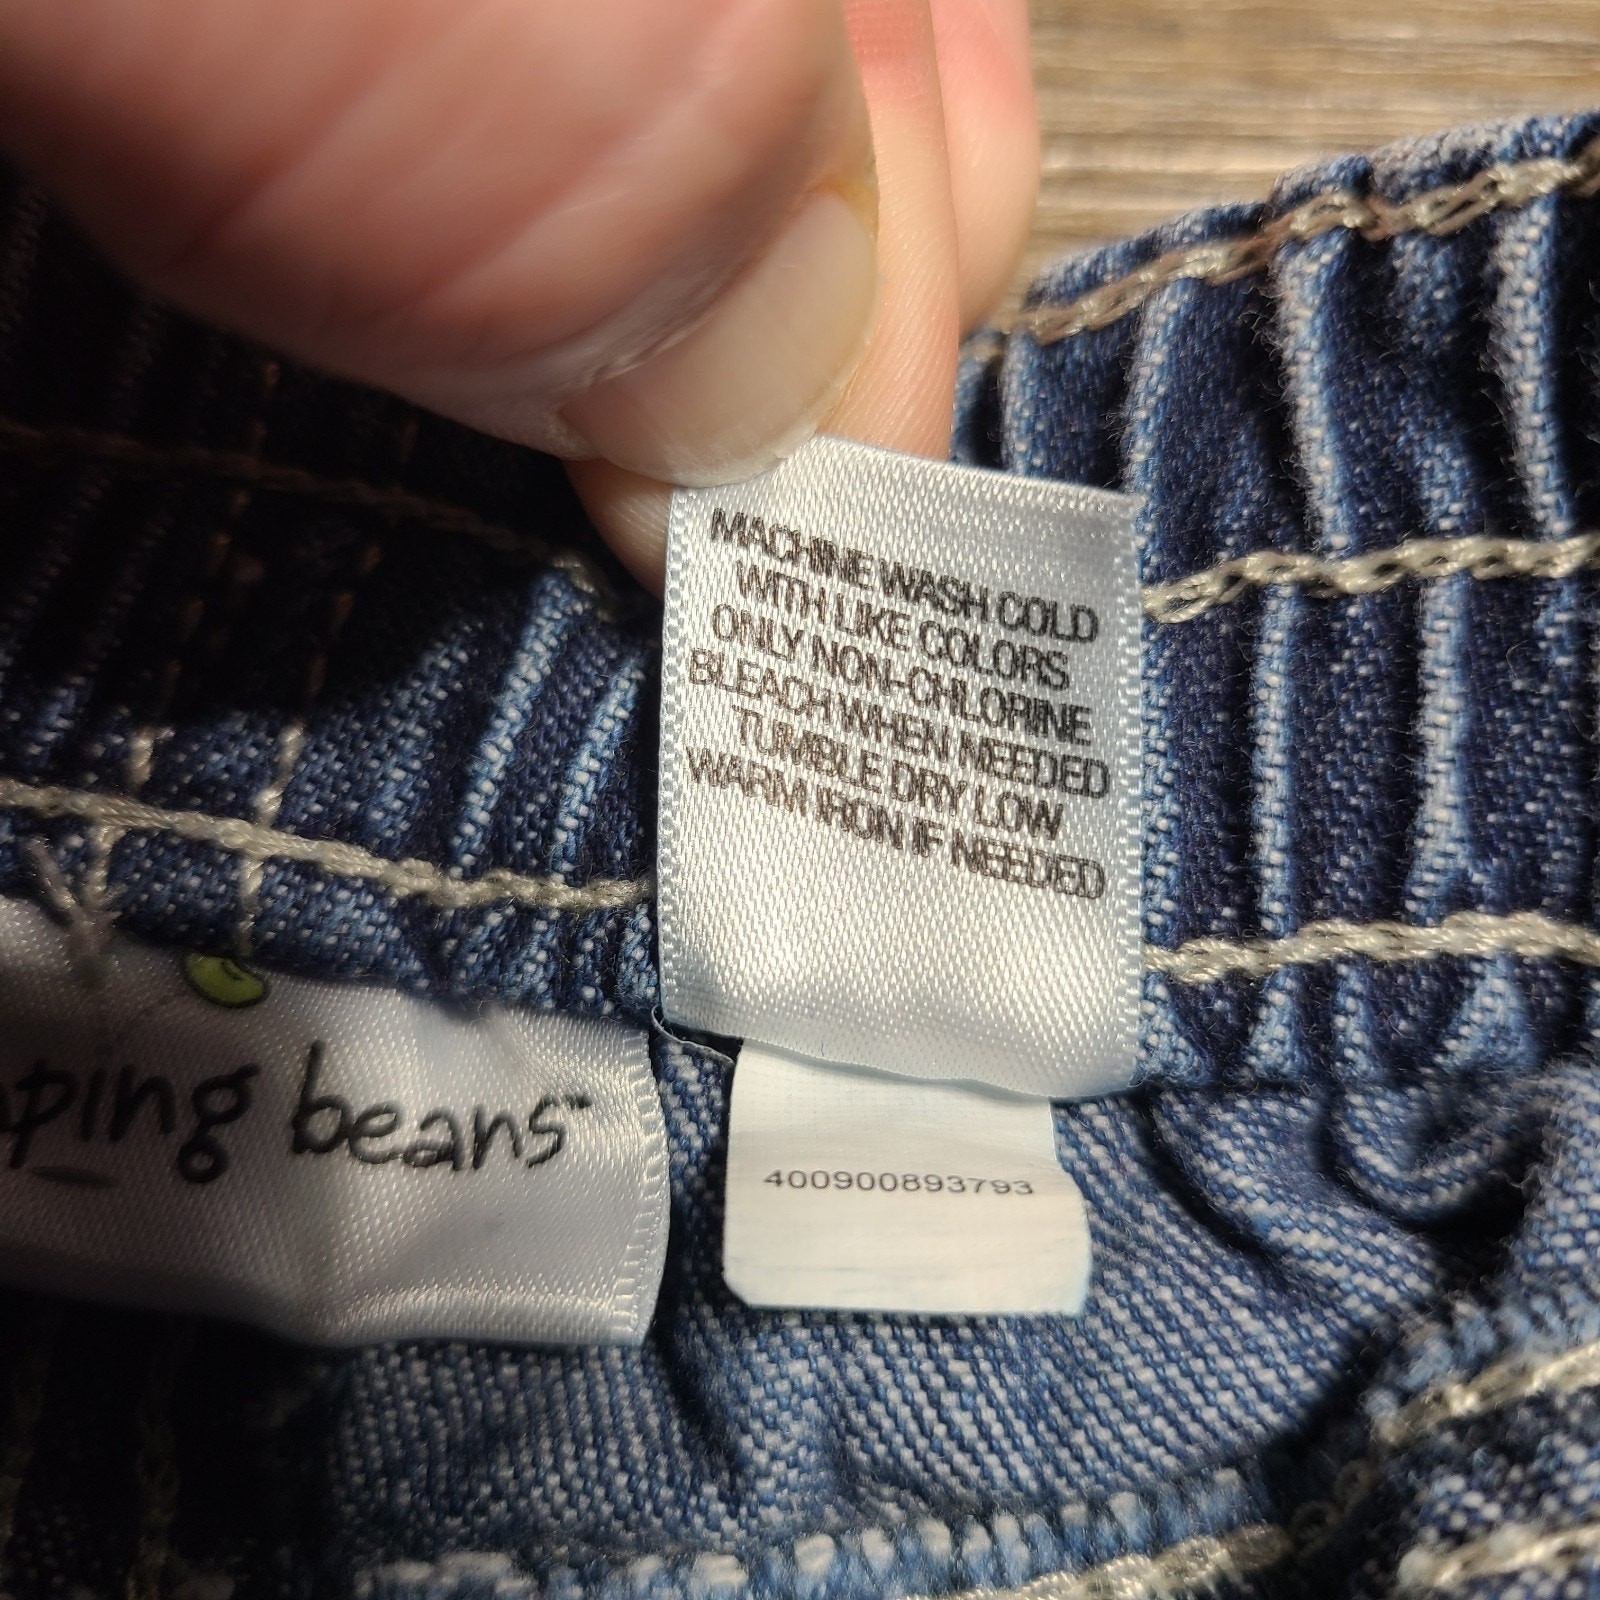 MACHINE WASH COLD
WITH LIKE COLORS
ONLY NON-CHLORINE
BLEACH WHEN NEEDED
TUMBLE DRY LOW
WARM IRON IF NEEDED
ping beans™
400900893793